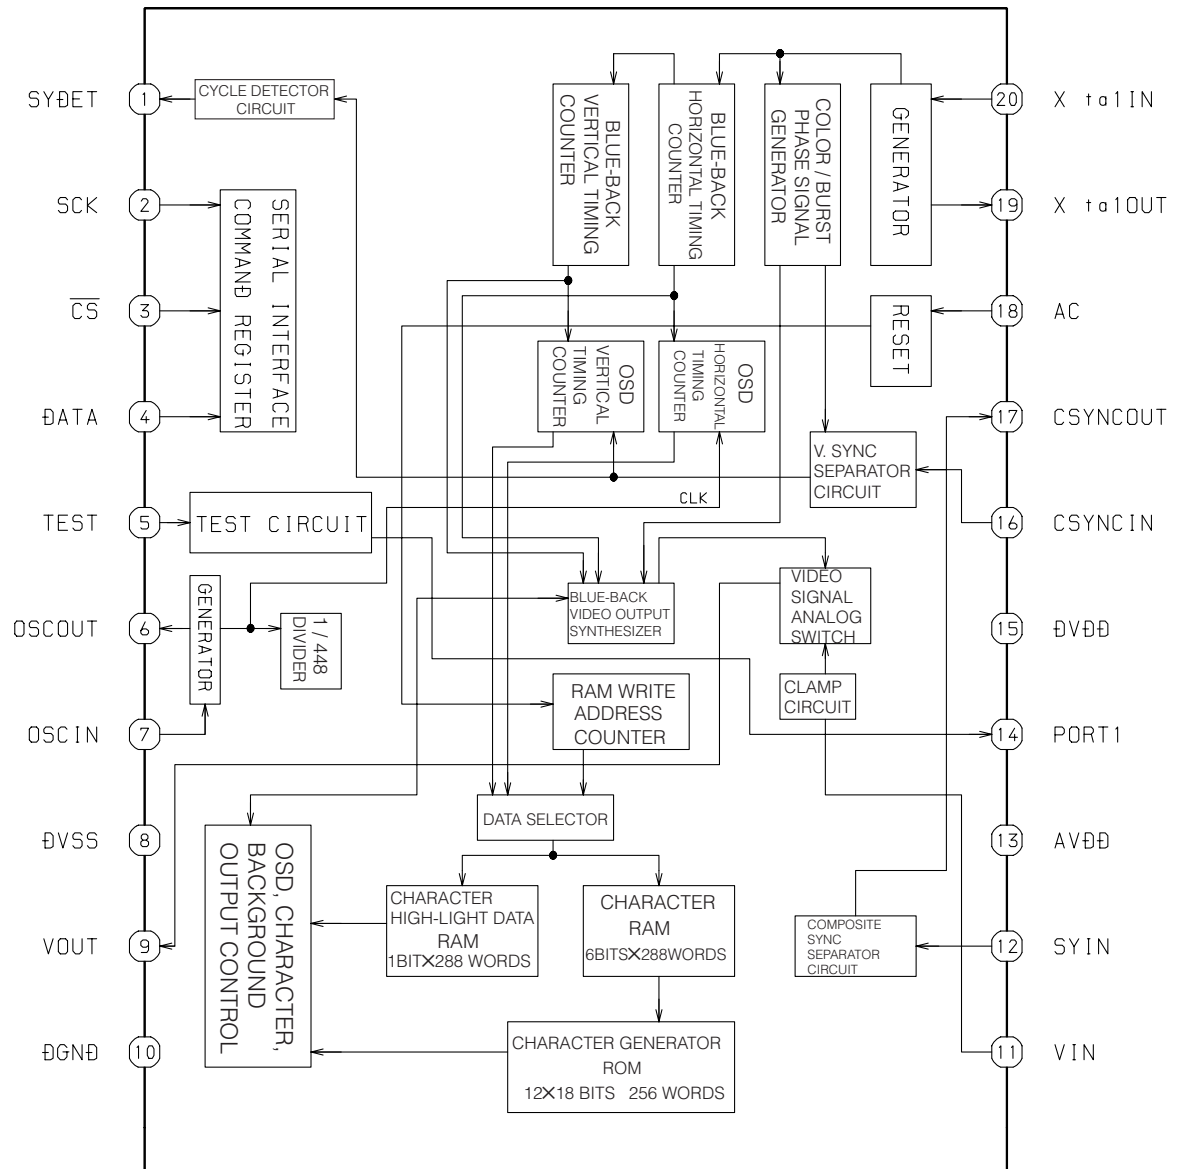 SYDET
1
CYCLE DETECTOR
CIRCUIT
SCK
2
CS
3
DATA
4
SERIAL INTERFACE
COMMAND REGISTER
TEST
5
TEST CIRCUIT
OSCOUT
6
GENERATOR
1 / 448
DIVIDER
OSCIN
7
DVSS
8
VOUT
9
DGND
10
BLUE-BACK
VERTICAL TIMING
COUNTER
BLUE-BACK
HORIZONTAL TIMING
COUNTER
COLOR / BURST
PHASE SIGNAL
GENERATOR
GENERATOR
RESET
OSD
VERTICAL
TIMING
COUNTER
OSD
HORIZONTAL
TIMING
COUNTER
V. SYNC
SEPARATOR
CIRCUIT
CLK
BLUE-BACK
VIDEO OUTPUT
SYNTHESIZER
VIDEO
SIGNAL
ANALOG
SWITCH
CLAMP
CIRCUIT
RAM WRITE
ADDRESS
COUNTER
DATA SELECTOR
OSD, CHARACTER,
BACKGROUND
OUTPUT CONTROL
CHARACTER
HIGH-LIGHT DATA
RAM
1BIT×288 WORDS
CHARACTER
RAM
6BITS×288WORDS
COMPOSITE
SYNC
SEPARATOR
CIRCUIT
CHARACTER GENERATOR
ROM
12×18 BITS 256 WORDS
20
X ta1IN
19
X ta1OUT
18
AC
17
CSYNCOUT
16
CSYNCIN
15
DVDD
14
PORT1
13
AVDD
12
SYIN
11
VIN